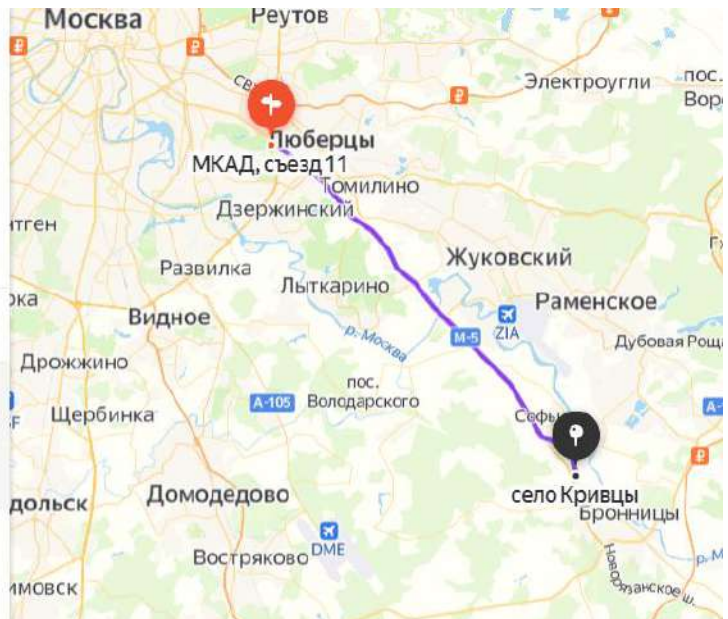 Москва
Реутов
₽
₽
₽
₽
Электроугли
пос.
Люберцы
МКАД, съезд 11
Томилино
Дзержинский
Развилка
Лыткарино
Жуковский
Раменское
Видное
р. Москва
М-5
ZIA
Дубовая Роща
Дрожжино
пос.
Володарского
А-105
Щербинка
село Кривцы
Бронницы
Домодедово
₽
DME
Востряково
Новорязанское ш.